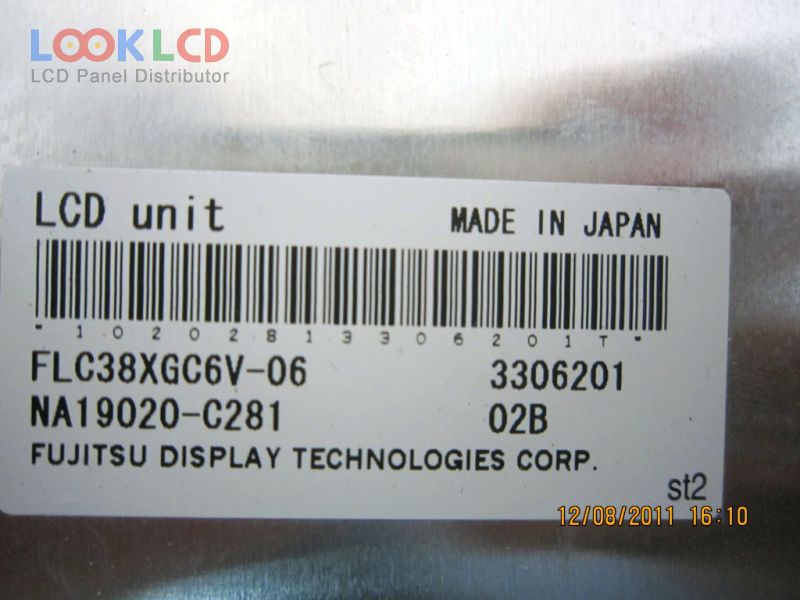 LOOKLCD
LCD Panel Distributor
LCD unit
MADE IN JAPAN
*10202813306201T*
FLC38XGC6V-06
3306201
NA19020-C281
02B
FUJITSU DISPLAY TECHNOLOGIES CORP.
st2
12/08/2011 16:10